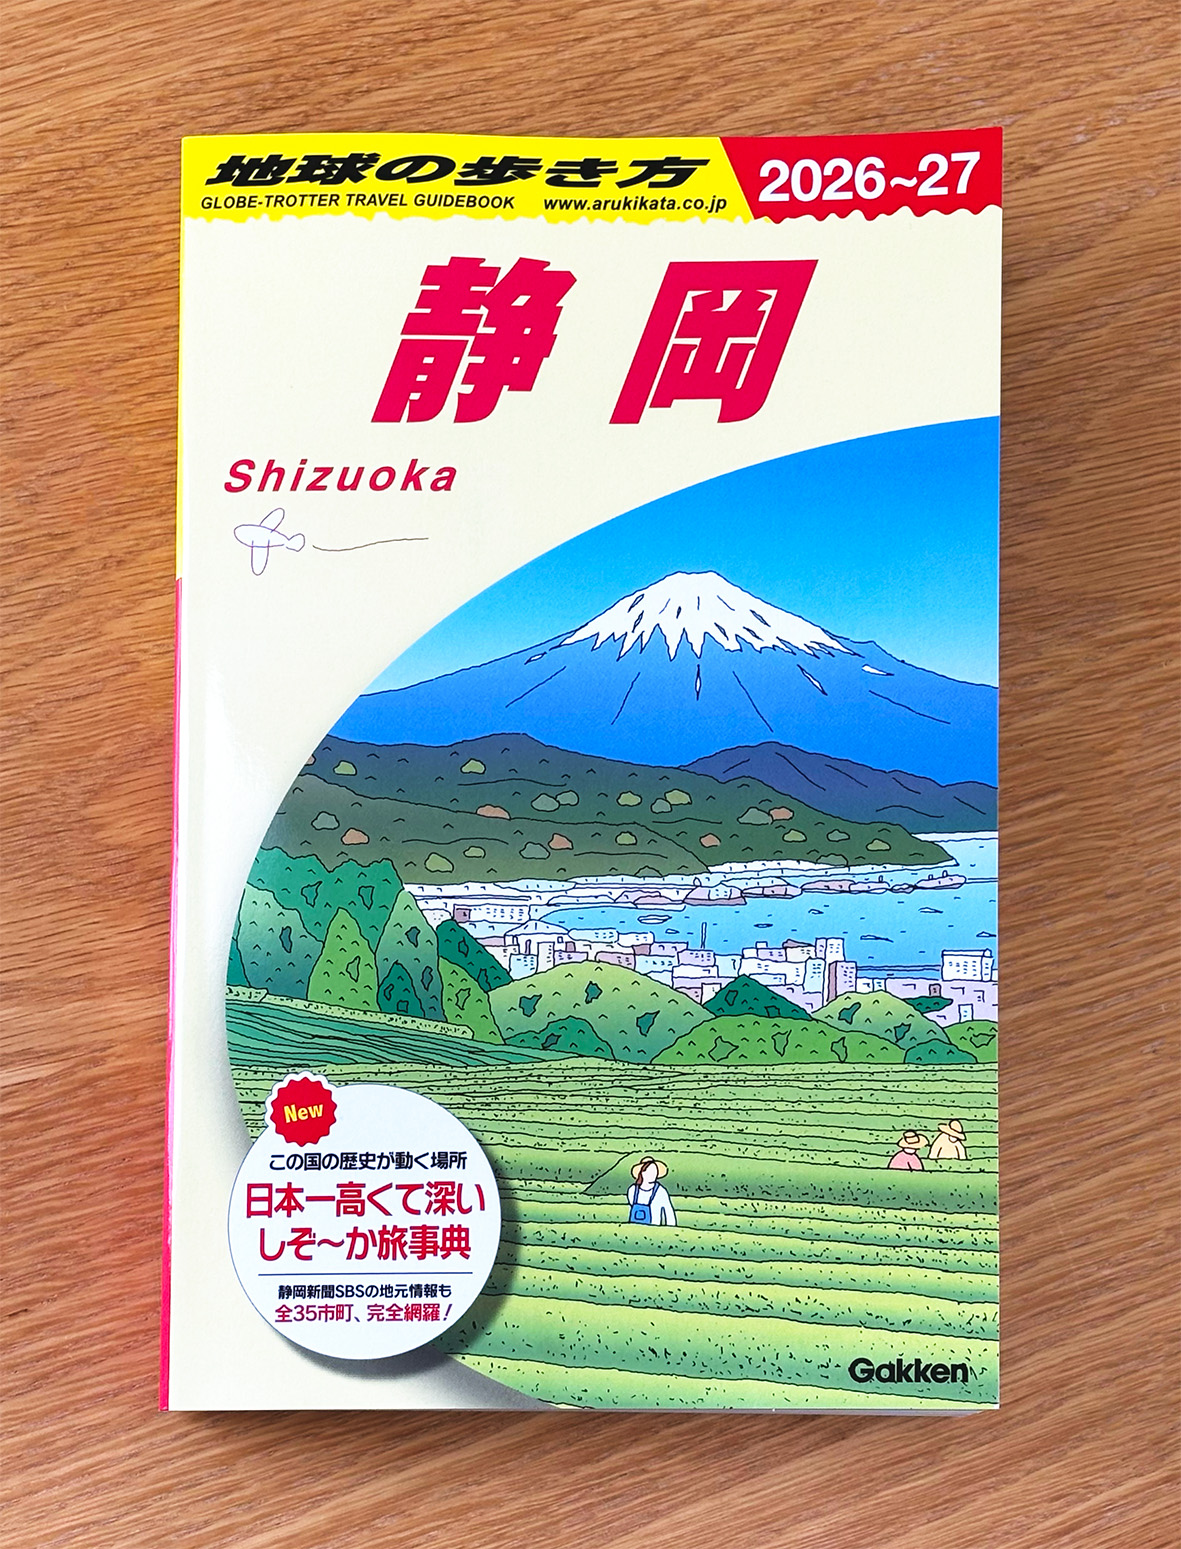 地球の歩き方
2026~27
GLOBE-TROTTER TRAVEL GUIDEBOOK www.arukikata.co.jp
静岡
Shizuoka
New
この国の歴史が動く場所
日本一高くて深い
しぞ～か旅事典
静岡新聞SBSの地元情報も
全35市町、完全網羅！
Gakken